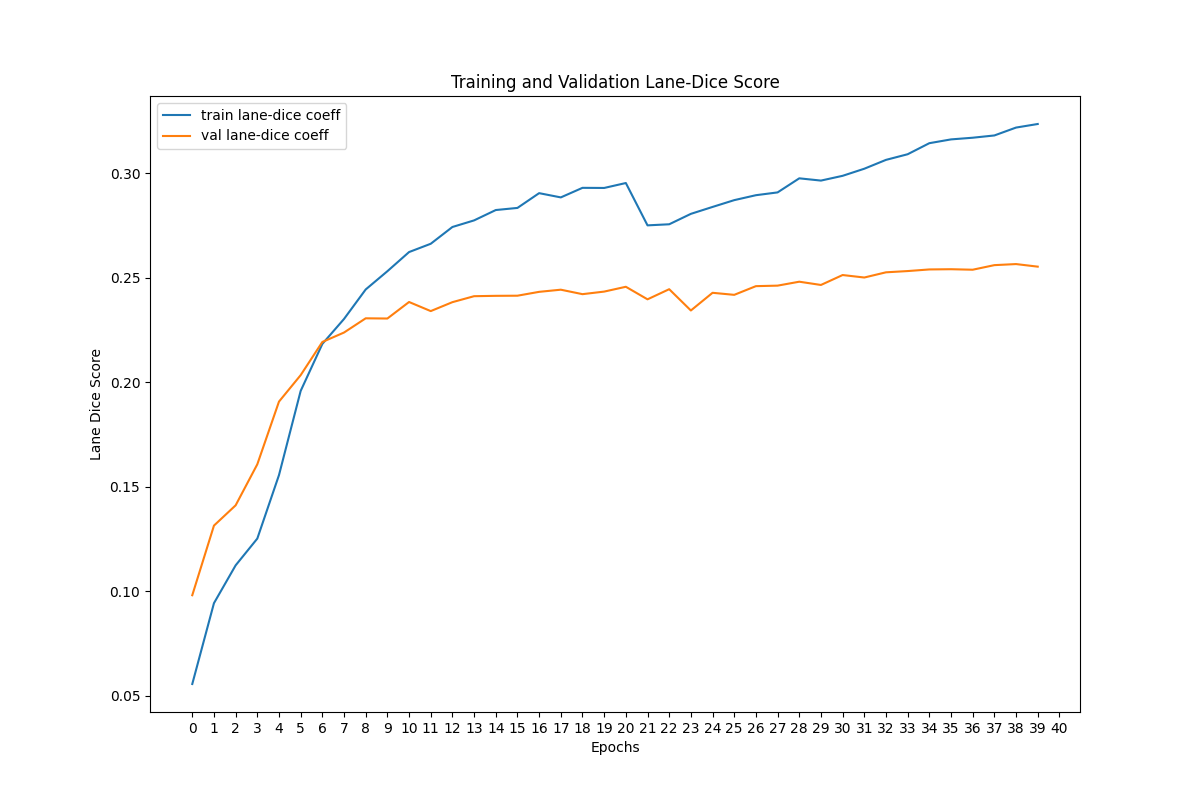 Training and Validation Lane-Dice Score
train lane-dice coeff
val lane-dice coeff
0.30
0.25
0.20
0.15
0.10
0.05
Lane Dice Score
0 1 2 3 4 5 6 7 8 9 10 11 12 13 14 15 16 17 18 19 20 21 22 23 24 25 26 27 28 29 30 31 32 33 34 35 36 37 38 39 40
Epochs